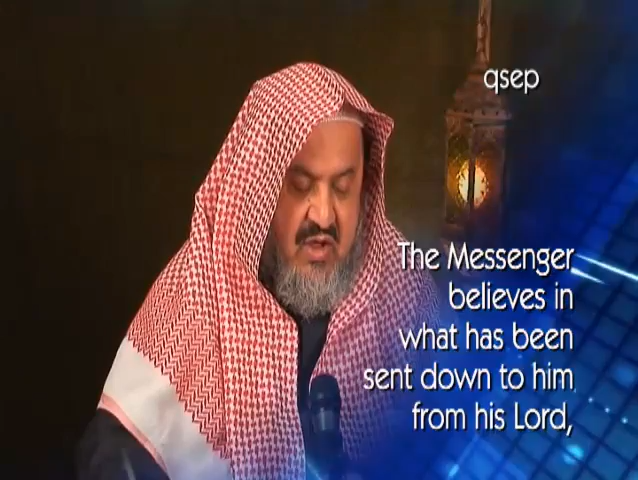 qsep
The Messenger
believes in
what has been
sent down to him
from his Lord,